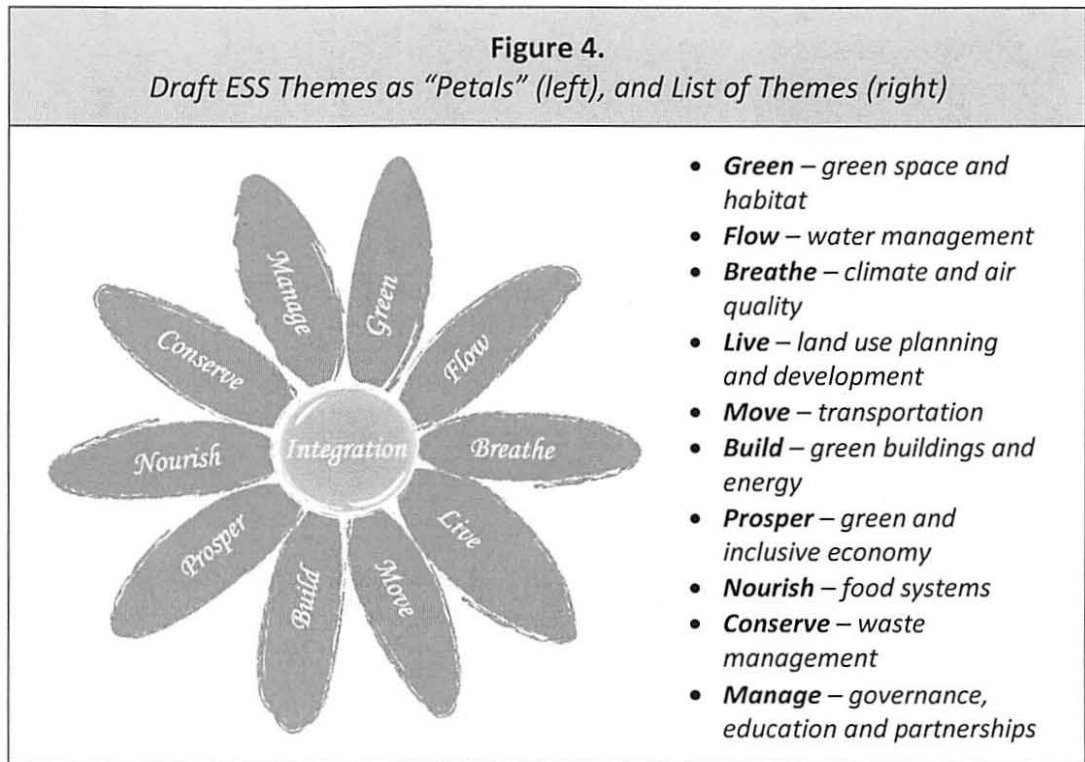 Figure 4.
Draft ESS Themes as “Petals” (left), and List of Themes (right)
Manage
Green
Conserve
Flow
Nourish
Integration
Breathe
Prosper
Live
Build
Move
• Green – green space and
habitat
• Flow – water management
• Breathe – climate and air
quality
• Live – land use planning
and development
• Move – transportation
• Build – green buildings and
energy
• Prosper – green and
inclusive economy
• Nourish – food systems
• Conserve – waste
management
• Manage – governance,
education and partnerships